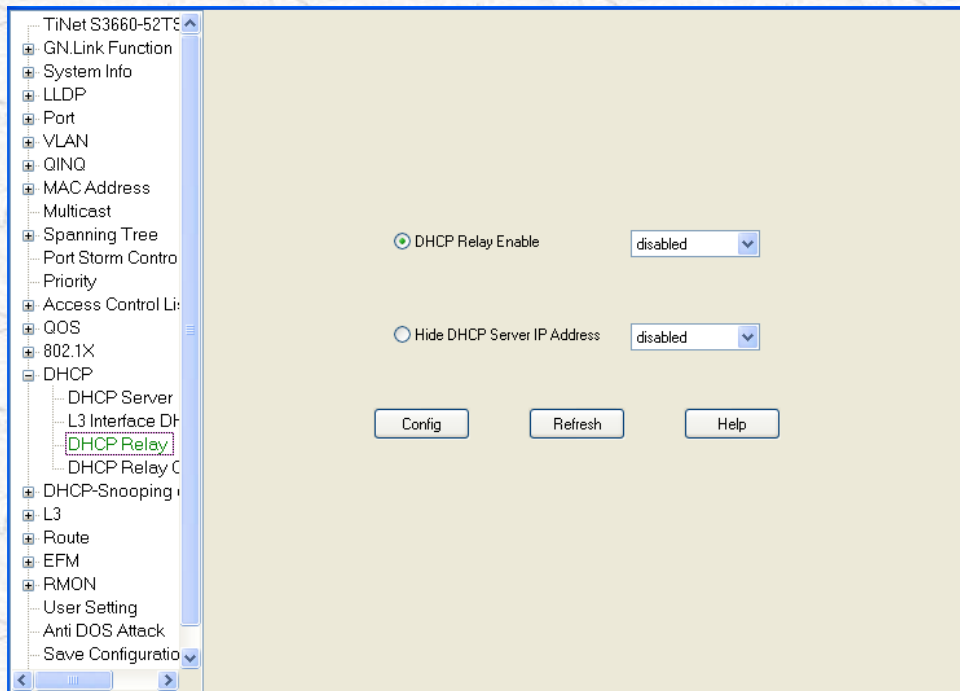 TiNet S3660-52TS
GN.Link Function
System Info
LLDP
Port
VLAN
QINQ
MAC Address
Multicast
Spanning Tree
Port Storm Contro
Priority
Access Control Li
QOS
802.1X
DHCP
DHCP Server
L3 Interface DH
DHCP Relay
DHCP Relay O
DHCP-Snooping
L3
Route
EFM
RMON
User Setting
Anti DOS Attack
Save Configuratio
DHCP Relay Enable
disabled
Hide DHCP Server IP Address
disabled
Config
Refresh
Help